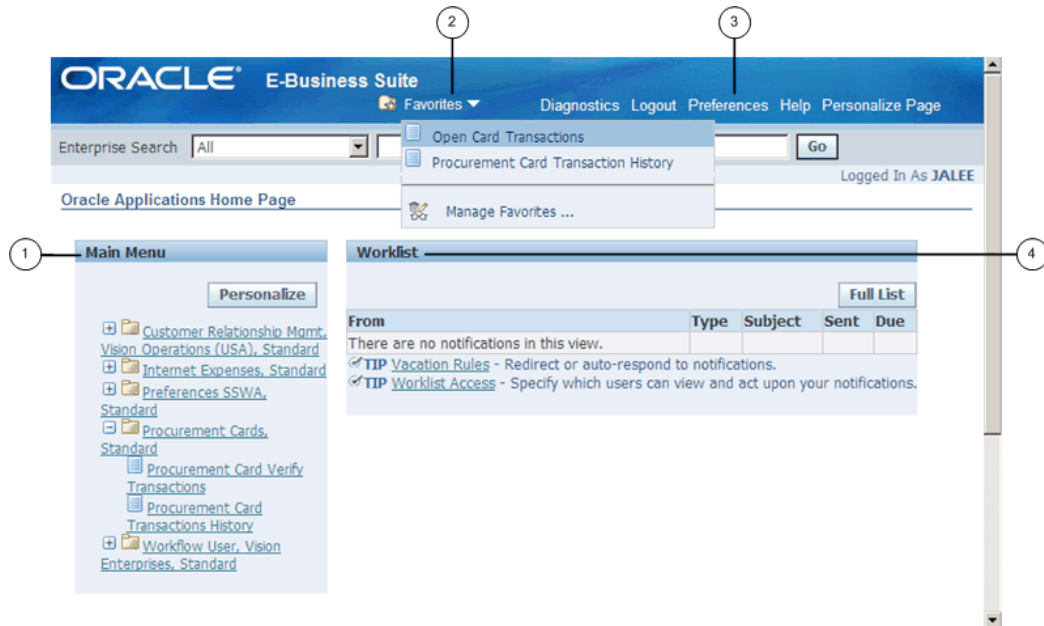 2
3
ORACLE® E-Business Suite
Favorites
Diagnostics Logout Preferences Help Personalize Page
Enterprise Search All Go
Open Card Transactions
Procurement Card Transaction History
Manage Favorites ...
Logged In As JALEE
Oracle Applications Home Page
1
Main Menu
Personalize
Customer Relationship Mgmt,
Vision Operations (USA), Standard
Internet Expenses, Standard
Preferences SSWA,
Standard
Procurement Cards,
Standard
Procurement Card Verify
Transactions
Procurement Card
Transactions History
Workflow User, Vision
Enterprises, Standard
Worklist
4
Full List
From Type Subject Sent Due
There are no notifications in this view.
TIP Vacation Rules - Redirect or auto-respond to notifications.
TIP Worklist Access - Specify which users can view and act upon your notifications.